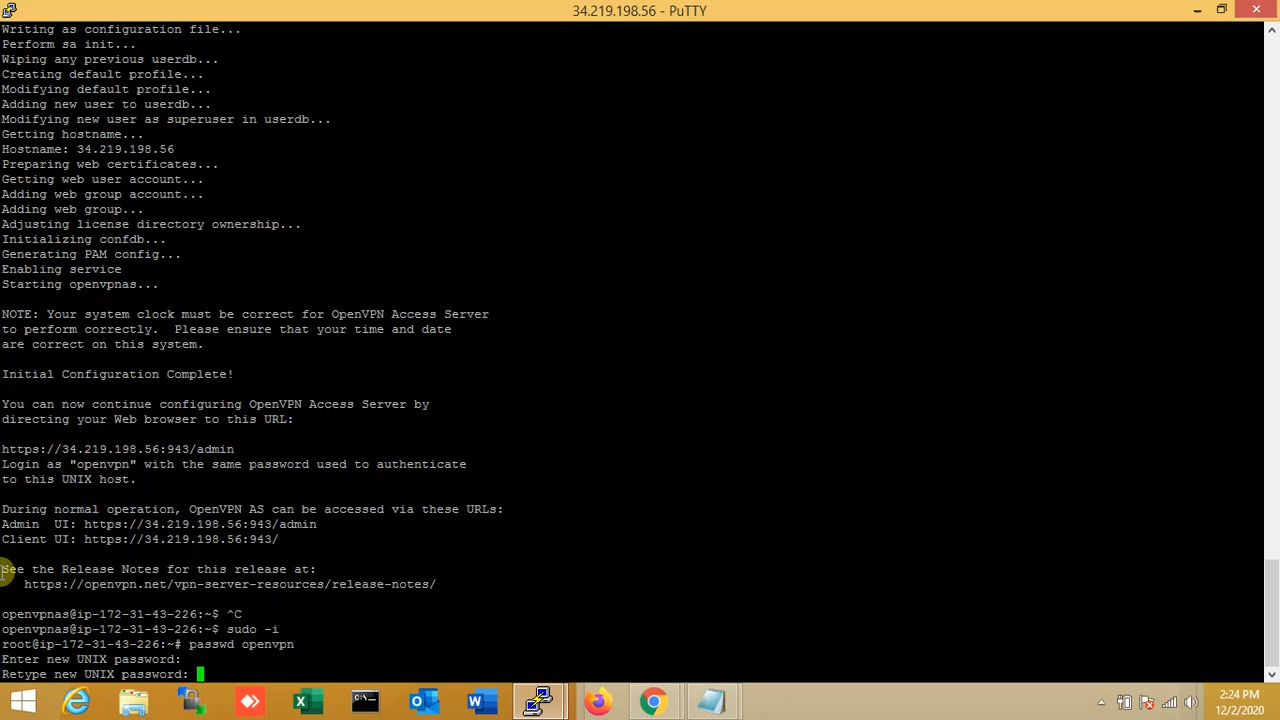 34.219.198.56 - PuTTY
Writing as configuration file...
Perform sa init...
Wiping any previous userdb...
Creating default profile...
Modifying default profile...
Adding new user to userdb...
Modifying new user as superuser in userdb...
Getting hostname...
Hostname: 34.219.198.56
Preparing web certificates...
Getting web user account...
Adding web group account...
Adding web group...
Adjusting license directory ownership...
Initializing confdb...
Generating PAM config...
Enabling service
Starting openvpnas...
NOTE: Your system clock must be correct for OpenVPN Access Server
to perform correctly.  Please ensure that your time and date
are correct on this system.
Initial Configuration Complete!
You can now continue configuring OpenVPN Access Server by
directing your Web browser to this URL:
https://34.219.198.56:943/admin
Login as "openvpn" with the same password used to authenticate
to this UNIX host.
During normal operation, OpenVPN AS can be accessed via these URLs:
Admin  UI: https://34.219.198.56:943/admin
Client UI: https://34.219.198.56:943/
See the Release Notes for this release at:
https://openvpn.net/vpn-server-resources/release-notes/
openvpnas@ip-172-31-43-226:~$ ^C
openvpnas@ip-172-31-43-226:~$ sudo -i
root@ip-172-31-43-226:~# passwd openvpn
Enter new UNIX password:
Retype new UNIX password:
2:24 PM
12/2/2020